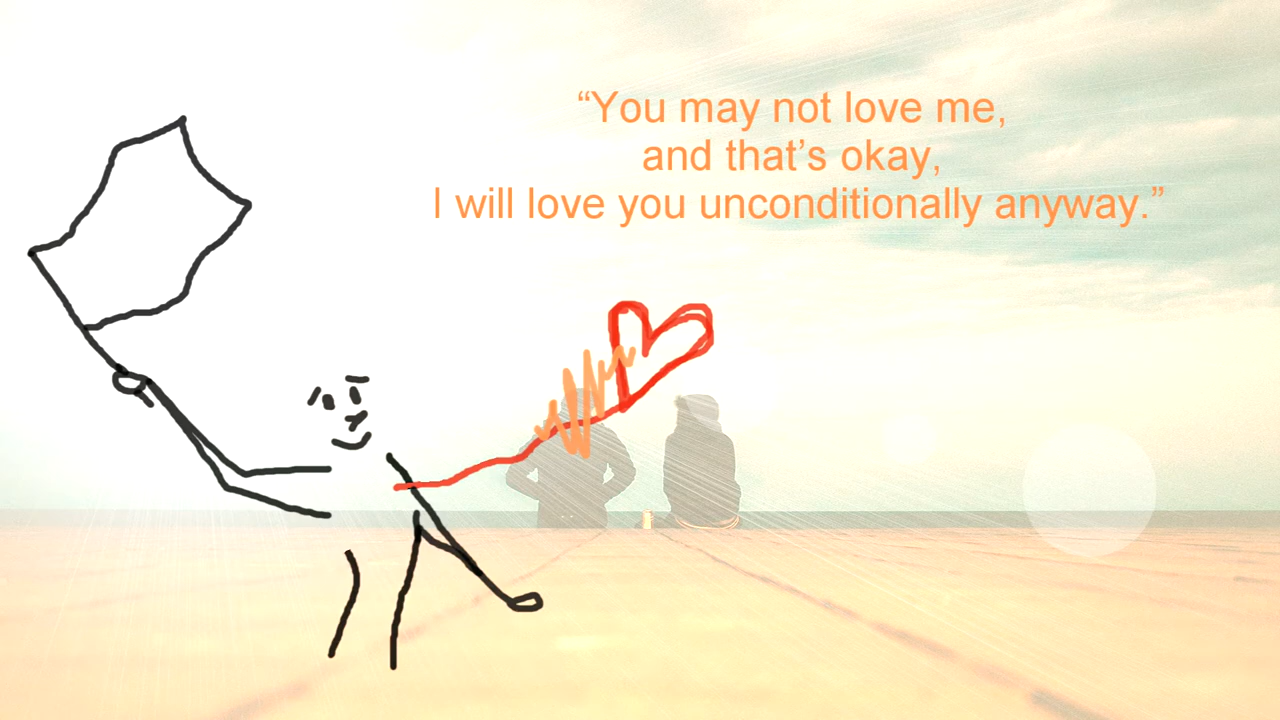 “You may not love me,
and that’s okay,
I will love you unconditionally anyway.”